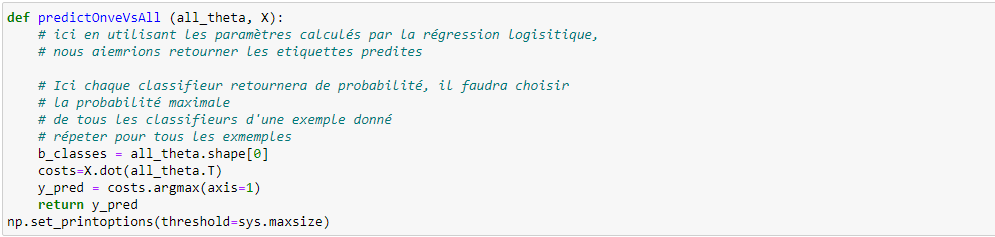 def predictOnveVsAll (all_theta, X):
    # ici en utilisant les paramètres calculés par la régression logisitique,
    # nous aiemrions retourner les etiquettes predites

    # Ici chaque classifieur retournera de probabilité, il faudra choisir
    # la probabilité maximale
    # de tous les classifieurs d'une exemple donné
    # répeter pour tous les exmemples
    b_classes = all_theta.shape[0]
    costs=X.dot(all_theta.T)
    y_pred = costs.argmax(axis=1)
    return y_pred
np.set_printoptions(threshold=sys.maxsize)